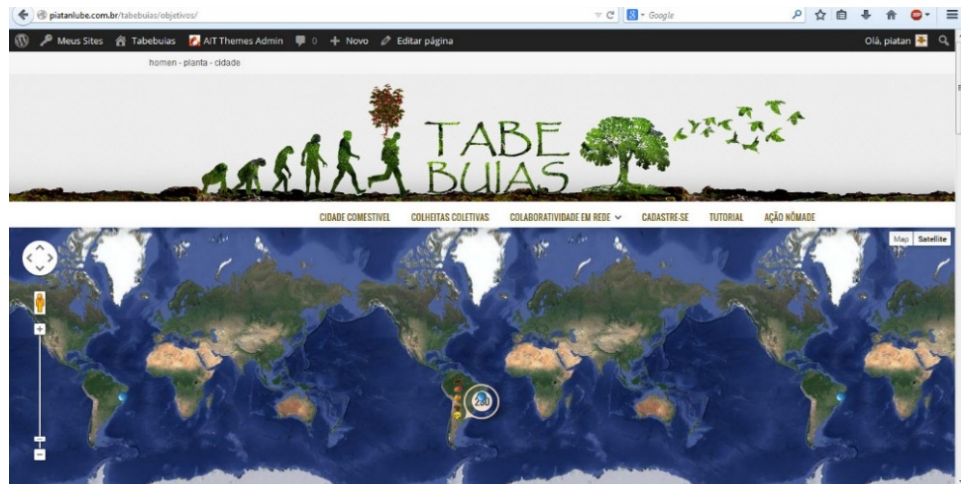 piatanlube.com.br/tabebuias/objetivos/
Google
Meus Sites Tabebuias AIT Themes Admin 0 + Novo Editar página Olá, piatan
homen - planta - cidade
TABE
BUIAS
CIDADE COMESTIVEL COLHEITAS COLETIVAS COLABORATIVIDADE EM REDE CADASTRE-SE TUTORIAL AÇÃO NÔMADE
Map Satellite